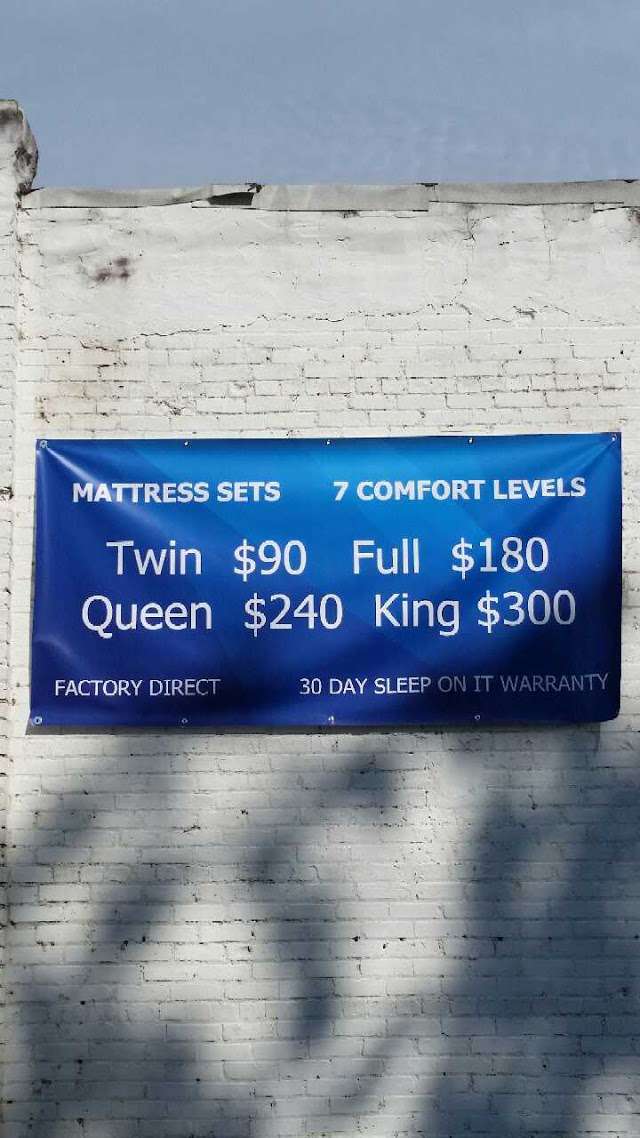 MATTRESS SETS 7 COMFORT LEVELS
Twin $90 Full $180
Queen $240 King $300
FACTORY DIRECT 30 DAY SLEEP ON IT WARRANTY